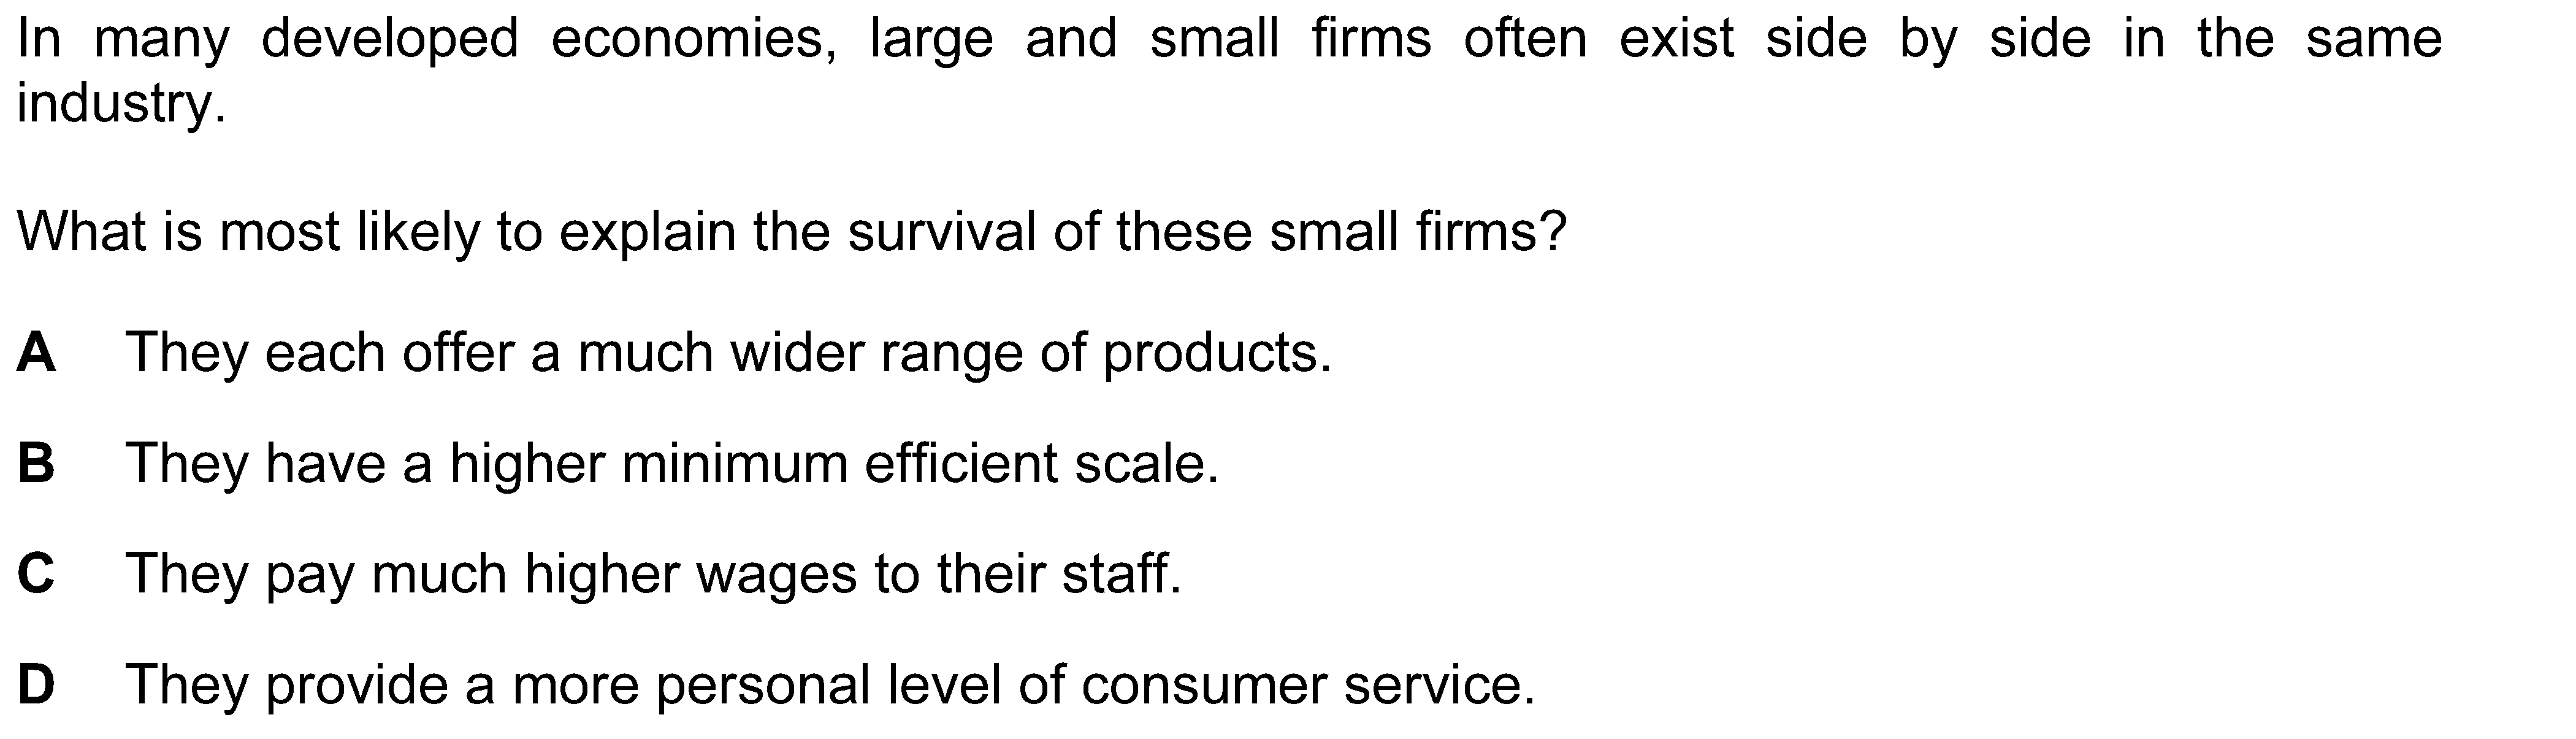 In many developed economies, large and small firms often exist side by side in the same
industry.
What is most likely to explain the survival of these small firms?
A They each offer a much wider range of products.
B They have a higher minimum efficient scale.
C They pay much higher wages to their staff.
D They provide a more personal level of consumer service.